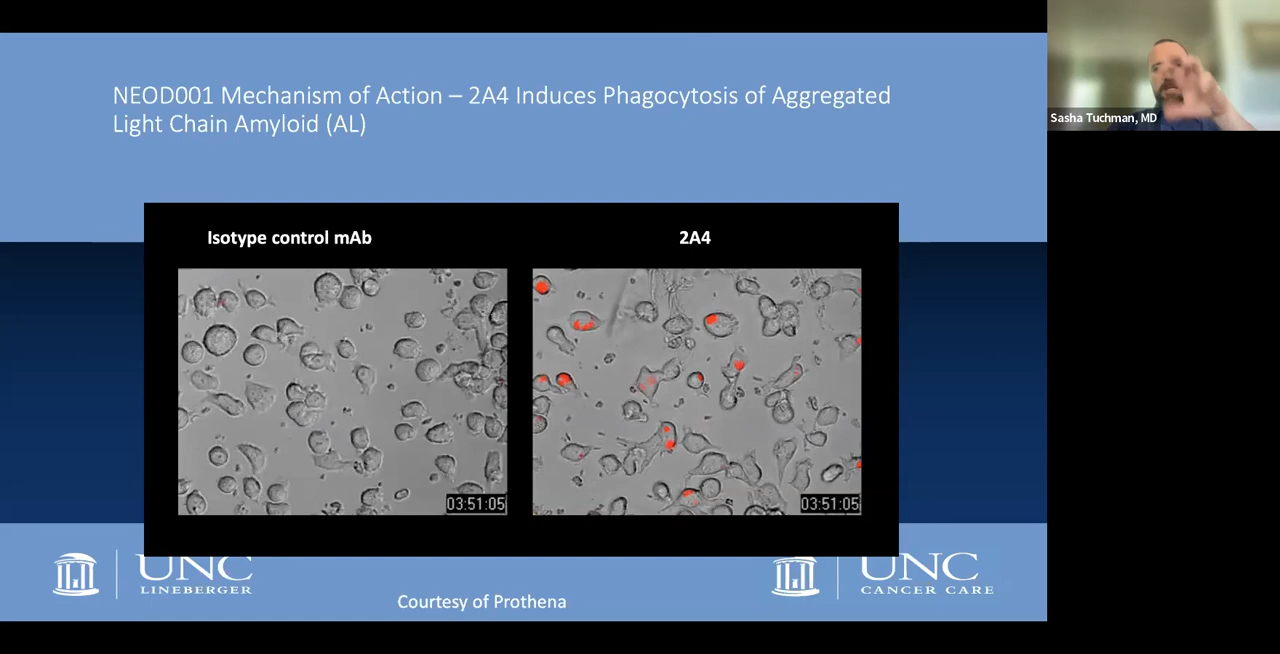 NEOD001 Mechanism of Action – 2A4 Induces Phagocytosis of Aggregated
Light Chain Amyloid (AL)
Sasha Tuchman, MD
Isotype control mAb
2A4
03:51:05
03:51:05
UNC
LINEBERGER
Courtesy of Prothena
UNC
CANCER CARE